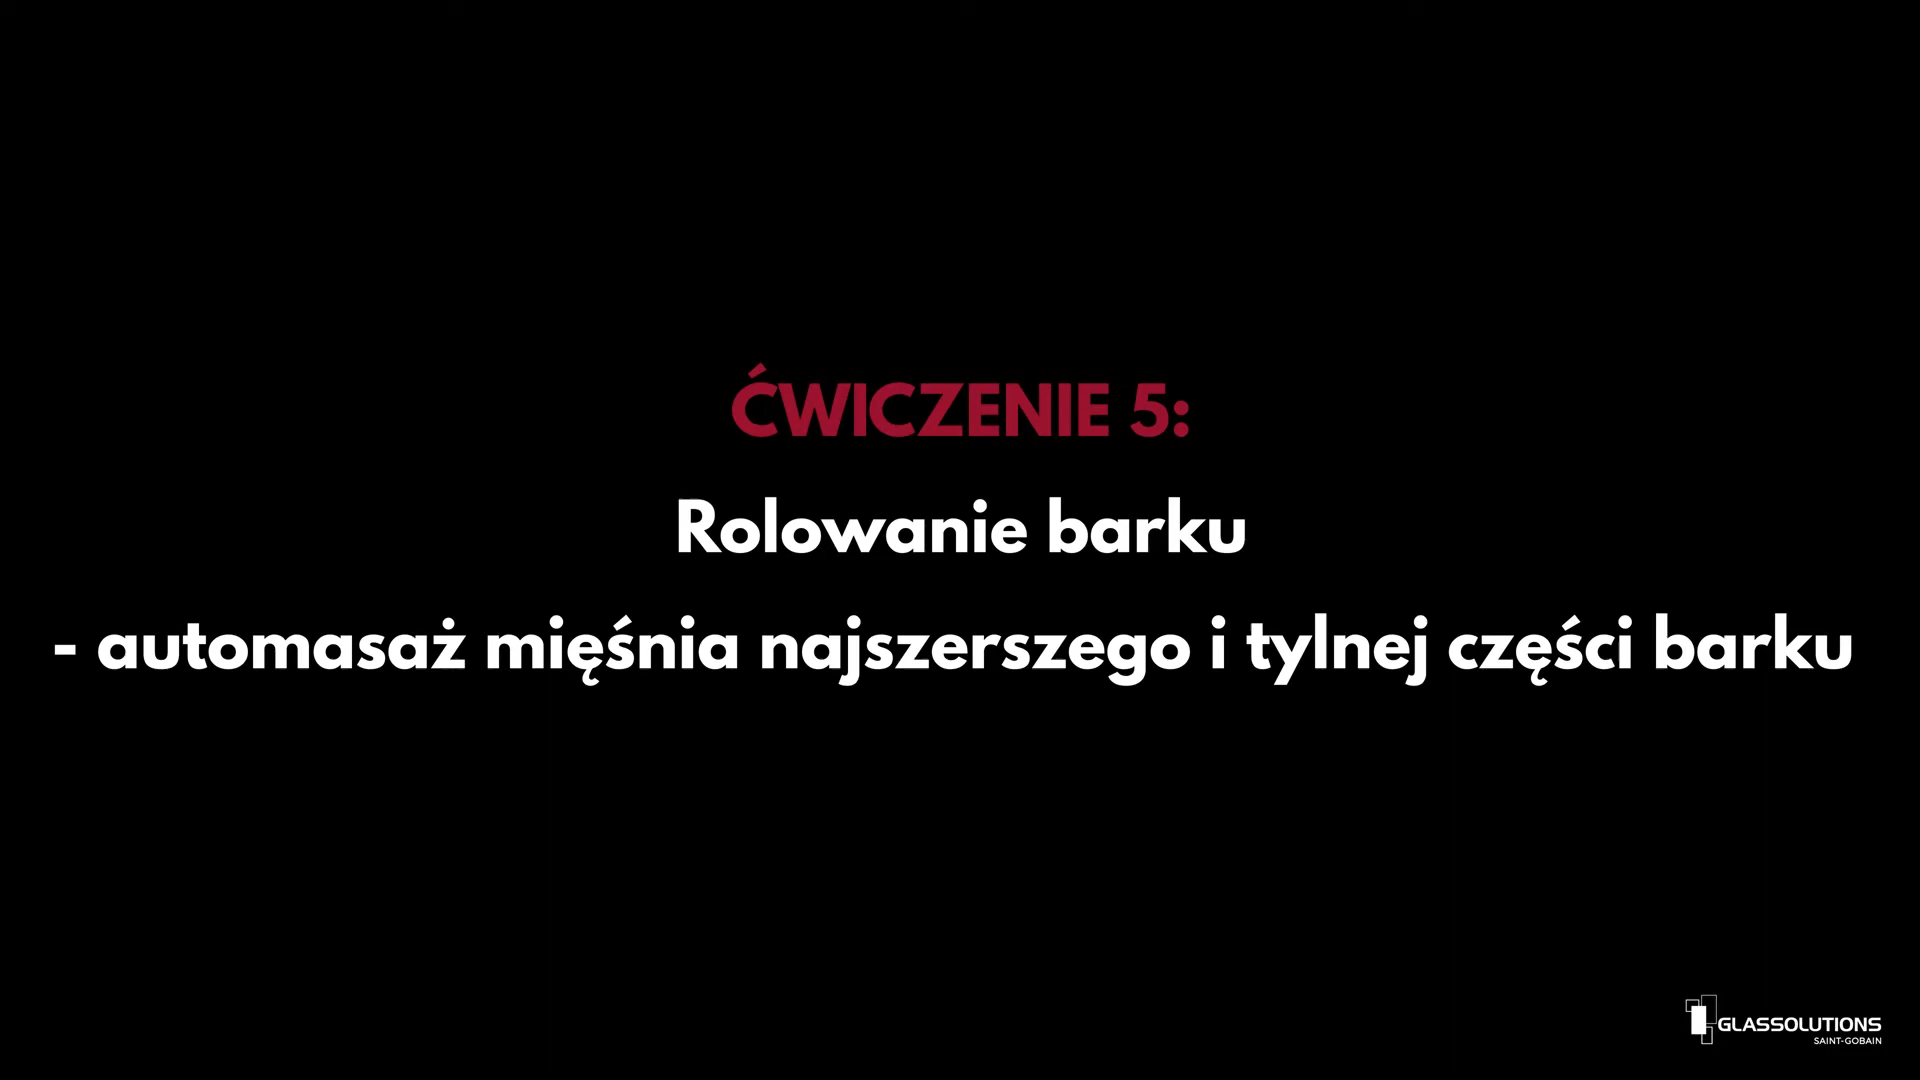 ĆWICZENIE 5:
Rolowanie barku
- automasaż mięśnia najszerszego i tylnej części barku
GLASSOLUTIONS
SAINT-GOBAIN